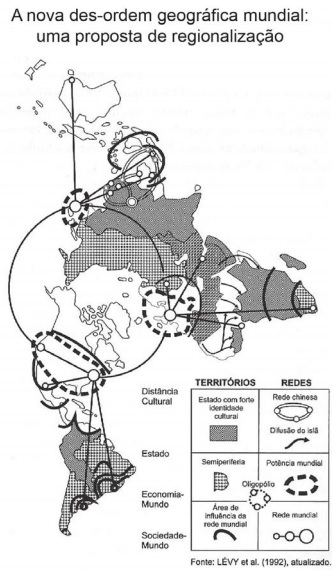 A nova des-ordem geográfica mundial:
uma proposta de regionalização
TERRITÓRIOS
REDES
Distância
Cultural
Estado com forte
identidade
cultural
Rede chinesa
Difusão do islã
Estado
Semiperiferia
Potência mundial
Oligopólio
Economia-
Mundo
Área de
influência da
rede mundial
Rede mundial
Sociedade-
Mundo
Fonte: LÉVY et al. (1992), atualizado.